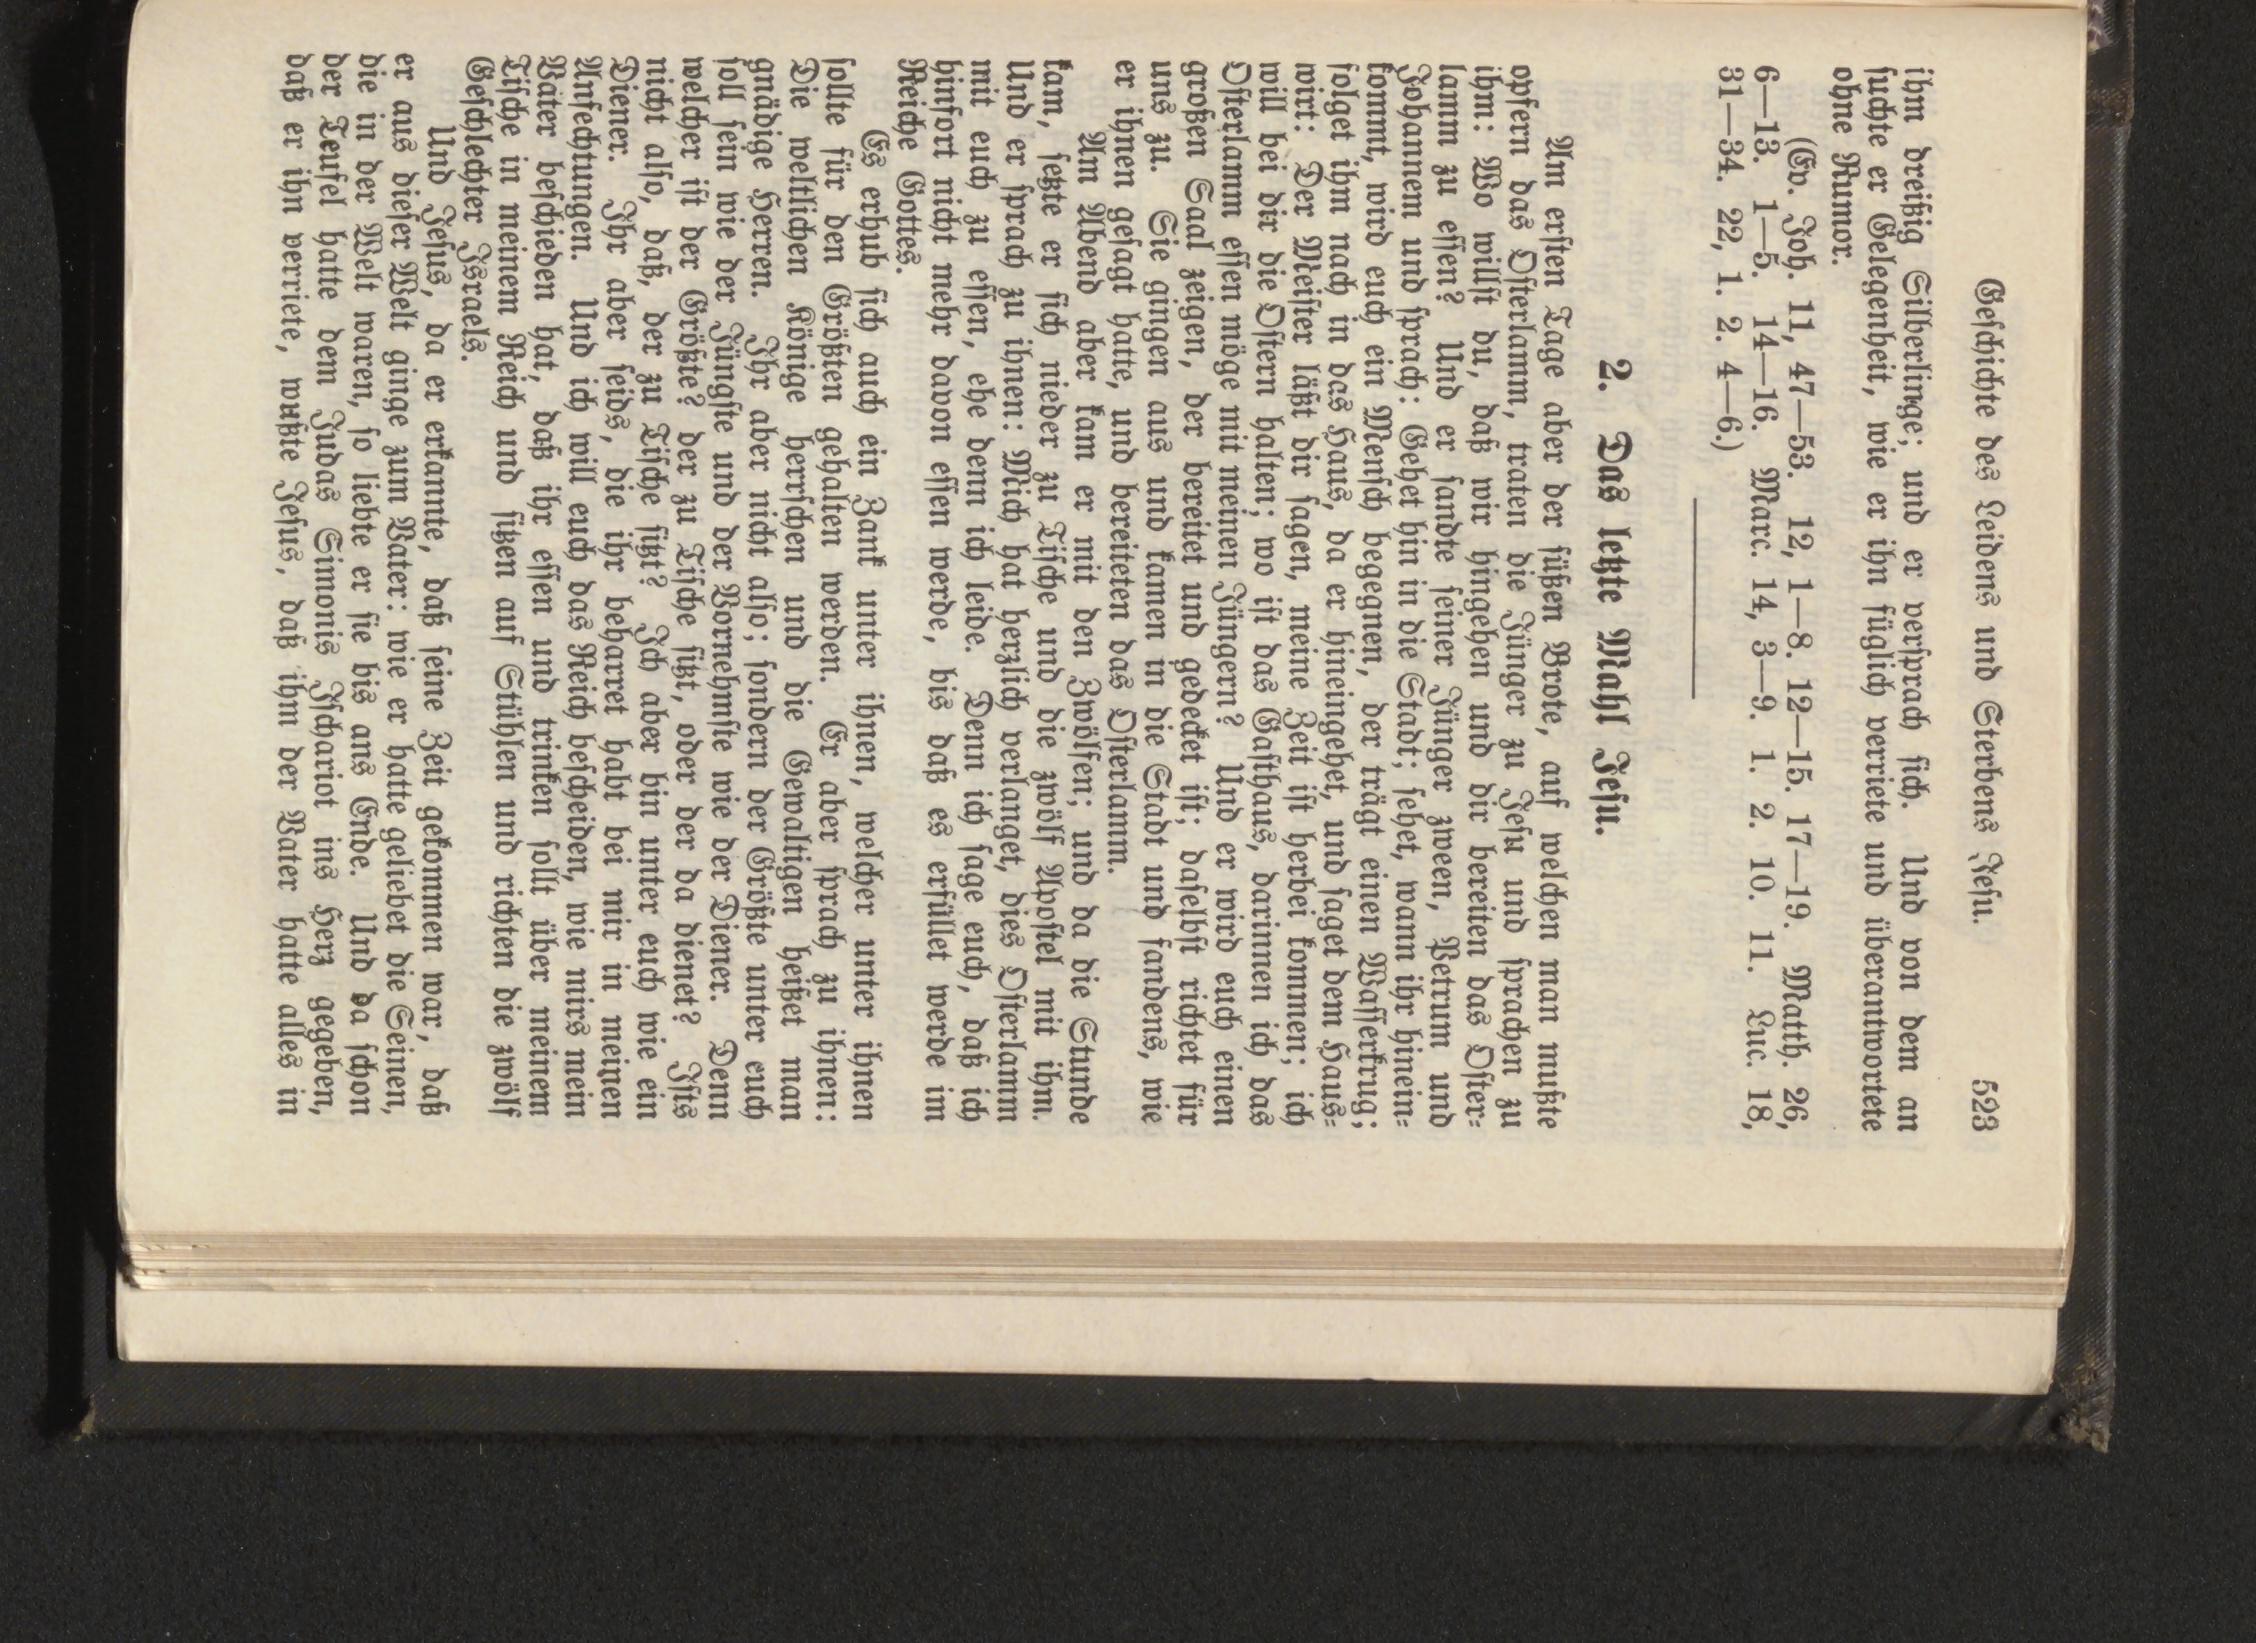 Geſchichte des Leidens und Sterbens Jeſu. 523
ihm dreißig Silberlinge; und er verſprach ſich. Und von dem an
ſuchte er Gelegenheit, wie er ihn füglich verriete und überantwortete
ohne Rumor.
(Ev. Joh. 11, 47—53. 12, 1—8. 12—15. 17—19. Matth. 26,
6—13. 1—5. 14—16. Marc. 14, 3—9. 1. 2. 10. 11. Luc. 18,
31—34. 22, 1. 2. 4—6.)
2. Das letzte Mahl Jeſu.
Am erſten Tage aber der ſüßen Brote, auf welchen man mußte
opfern das Oſterlamm, traten die Jünger zu Jeſu und ſprachen zu
ihm: Wo willſt du, daß wir hingehen und dir bereiten das Oſter=
lamm zu eſſen? Und er ſandte ſeiner Jünger zween, Petrum und
Johannem und ſprach: Gehet hin in die Stadt; ſehet, wann ihr hinein=
kommt, wird euch ein Menſch begegnen, der trägt einen Waſſerkrug;
folget ihm nach in das Haus, da er hineingehet, und ſaget dem Haus=
wirt: Der Meiſter läßt dir ſagen, meine Zeit iſt herbei kommen; ich
will bei dir die Oſtern halten; wo iſt das Gaſthaus, darinnen ich das
Oſterlamm eſſen möge mit meinen Jüngern? Und er wird euch einen
großen Saal zeigen, der bereitet und gedecket iſt; daſelbſt richtet für
uns zu. Sie gingen aus und kamen in die Stadt und fandens, wie
er ihnen geſagt hatte, und bereiteten das Oſterlamm.
Am Abend aber kam er mit den Zwölfen; und da die Stunde
kam, ſetzte er ſich nieder zu Tiſche und die zwölf Apoſtel mit ihm.
Und er ſprach zu ihnen: Mich hat herzlich verlanget, dies Oſterlamm
mit euch zu eſſen, ehe denn ich leide. Denn ich ſage euch, daß ich
hinfort nicht mehr davon eſſen werde, bis daß es erfüllet werde im
Reiche Gottes.
Es erhub ſich auch ein Zank unter ihnen, welcher unter ihnen
ſollte für den Größten gehalten werden. Er aber ſprach zu ihnen:
Die weltlichen Könige herrſchen und die Gewaltigen heißet man
gnädige Herren. Ihr aber nicht alſo; ſondern der Größte unter euch
ſoll ſein wie der Jüngſte und der Vornehmſte wie der Diener. Denn
welcher iſt der Größte? der zu Tiſche ſitzt, oder der da dienet? Iſts
nicht alſo, daß, der zu Tiſche ſitzt? Ich aber bin unter euch wie ein
Diener. Ihr aber ſeids, die ihr beharret habt bei mir in meinen
Anfechtungen. Und ich will euch das Reich beſcheiden, wie mirs mein
Vater beſchieden hat, daß ihr eſſen und trinken ſollt über meinem
Tiſche in meinem Reich und ſitzen auf Stühlen und richten die zwölf
Geſchlechter Iſraels.
Und Jeſus, da er erkannte, daß ſeine Zeit gekommen war, daß
er aus dieſer Welt ginge zum Vater: wie er hatte geliebet die Seinen,
die in der Welt waren, ſo liebte er ſie bis ans Ende. Und da ſchon
der Teufel hatte dem Judas Simonis Iſchariot ins Herz gegeben,
daß er ihn verriete, wußte Jeſus, daß ihm der Vater hatte alles in